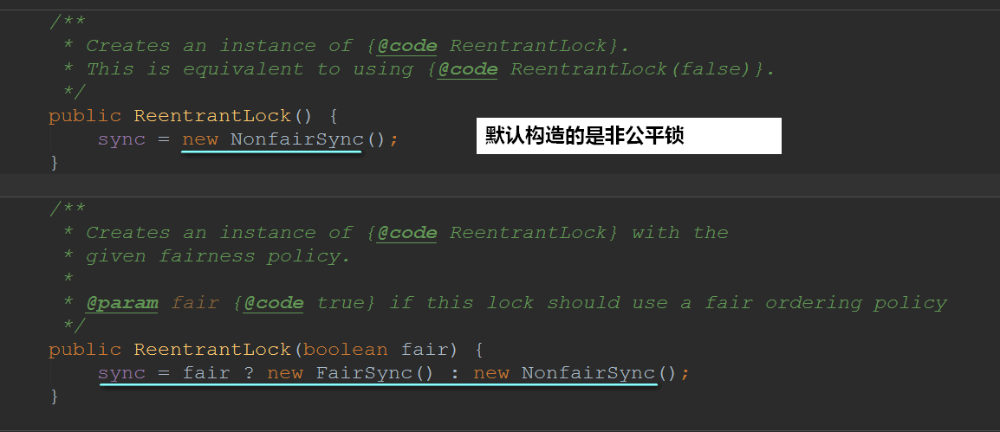 /**
 * Creates an instance of {@code ReentrantLock}.
 * This is equivalent to using {@code ReentrantLock(false)}.
 */
public ReentrantLock() {
    sync = new NonfairSync();
}
默认构造的是非公平锁
/**
 * Creates an instance of {@code ReentrantLock} with the
 * given fairness policy.
 *
 * @param fair {@code true} if this lock should use a fair ordering policy
 */
public ReentrantLock(boolean fair) {
    sync = fair ? new FairSync() : new NonfairSync();
}